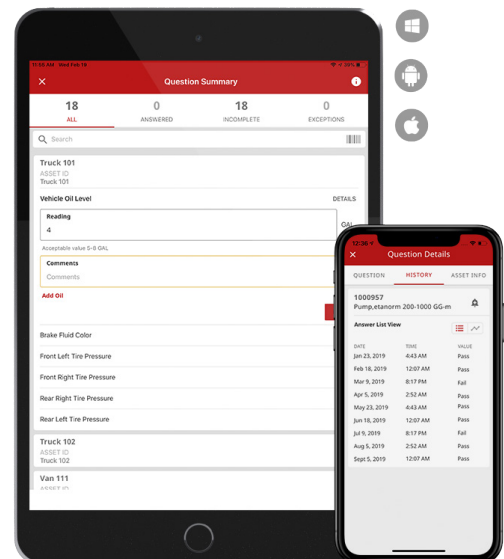 11:55 AM Wed Feb 18
Question Summary
18
ALL
0
ANSWERED
18
INCOMPLETE
0
EXCEPTIONS
Search
Truck 101
ASSET ID
Truck 101
Vehicle Oil Level
DETAILS
Reading
4
GAL
Acceptable value 5-8 GAL
Comments
Comments
Add Oil
Brake Fluid Color
Front Left Tire Pressure
Front Right Tire Pressure
Rear Right Tire Pressure
Rear Left Tire Pressure
Truck 102
ASSET ID
Truck 102
Van 111
ASSET ID
12:30
Question Details
QUESTION HISTORY ASSET INFO
1000957
Pump,etanorm 200-1000 GG-m
Answer List View
DATE TIME VALUE
Jan 23, 2019 4:43 AM Pass
Feb 18, 2019 12:07 AM Pass
Mar 9, 2019 8:17 PM Fail
Apr 5, 2019 2:52 AM Pass
May 23, 2019 4:43 AM Pass
Jun 18, 2019 12:07 AM Pass
Jul 9, 2019 8:17 PM Fail
Aug 5, 2019 2:52 AM Pass
Sept 5, 2019 12:07 AM Pass